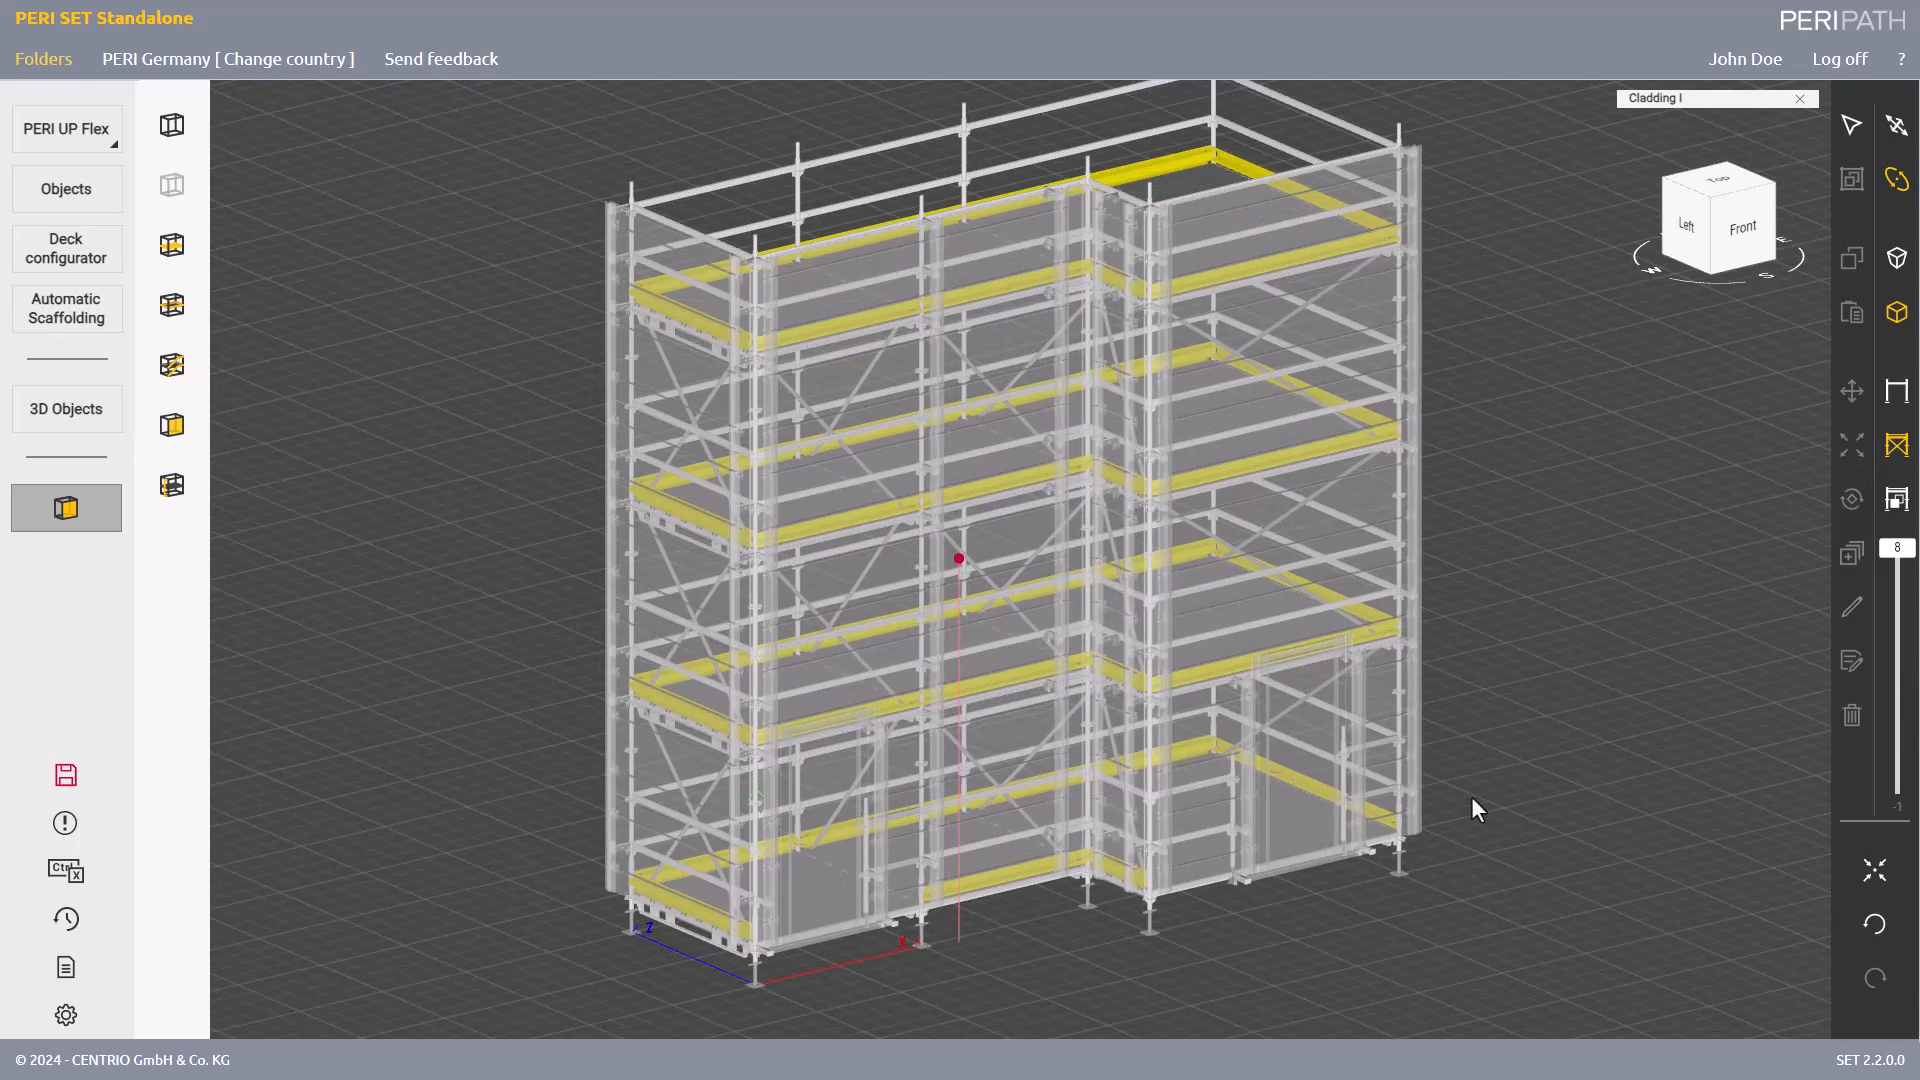 PERI SET Standalone
PERIPATH
Folders
PERI Germany [ Change country ]
Send feedback
John Doe
Log off
?
PERI UP Flex
Objects
Deck
configurator
Automatic
Scaffolding
3D Objects
Ctrl
X
Cladding I
Top
Left
Front
W
S
E
8
-1
Z
X
© 2024 - CENTRIO GmbH & Co. KG
SET 2.2.0.0